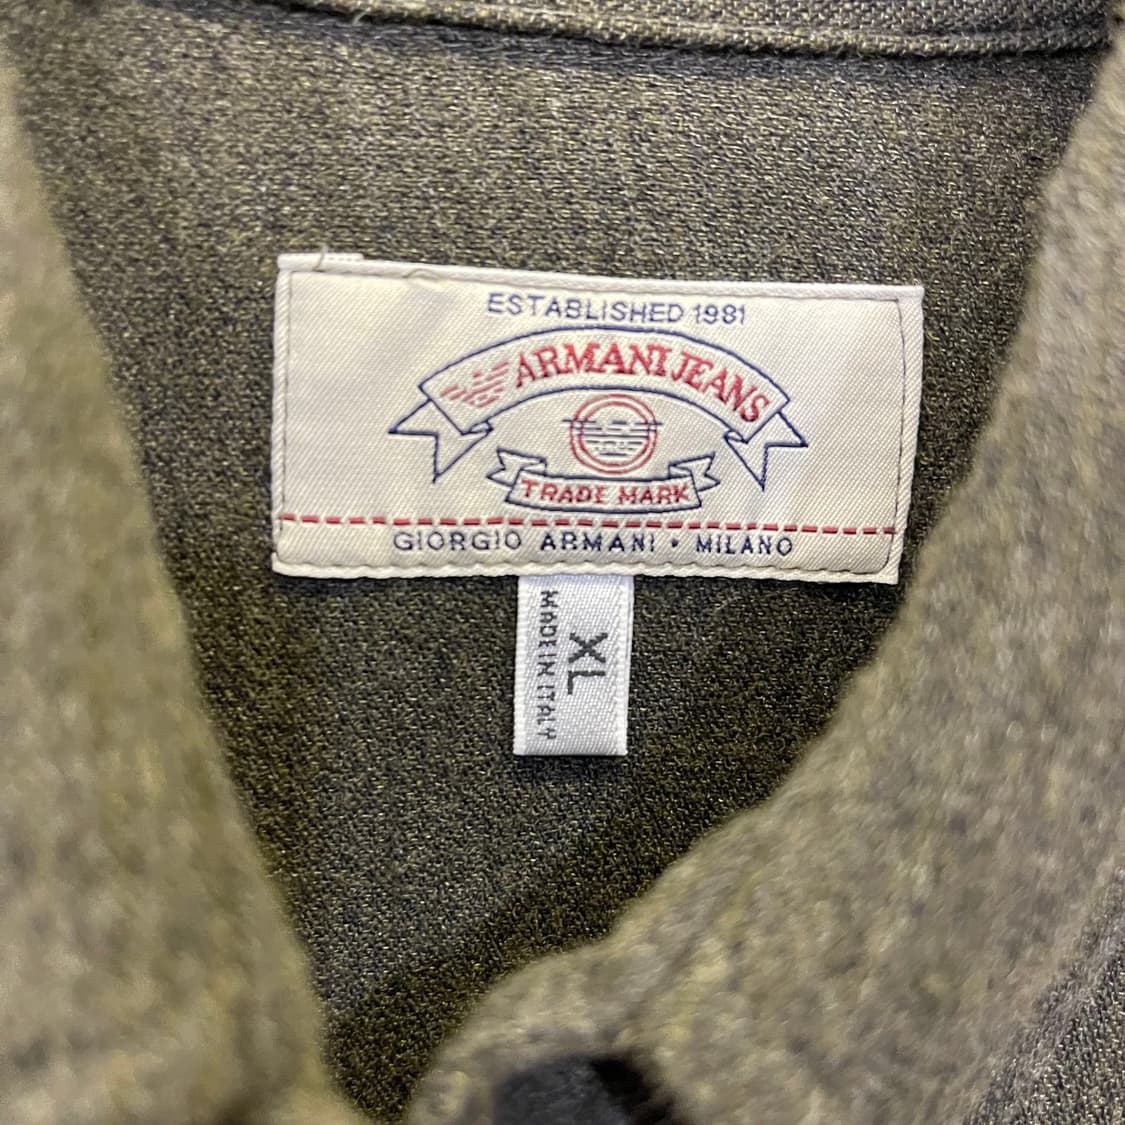 ESTABLISHED 1981
ARMANI JEANS
TRADE MARK
GIORGIO ARMANI • MILANO
XL
MADE IN ITALY